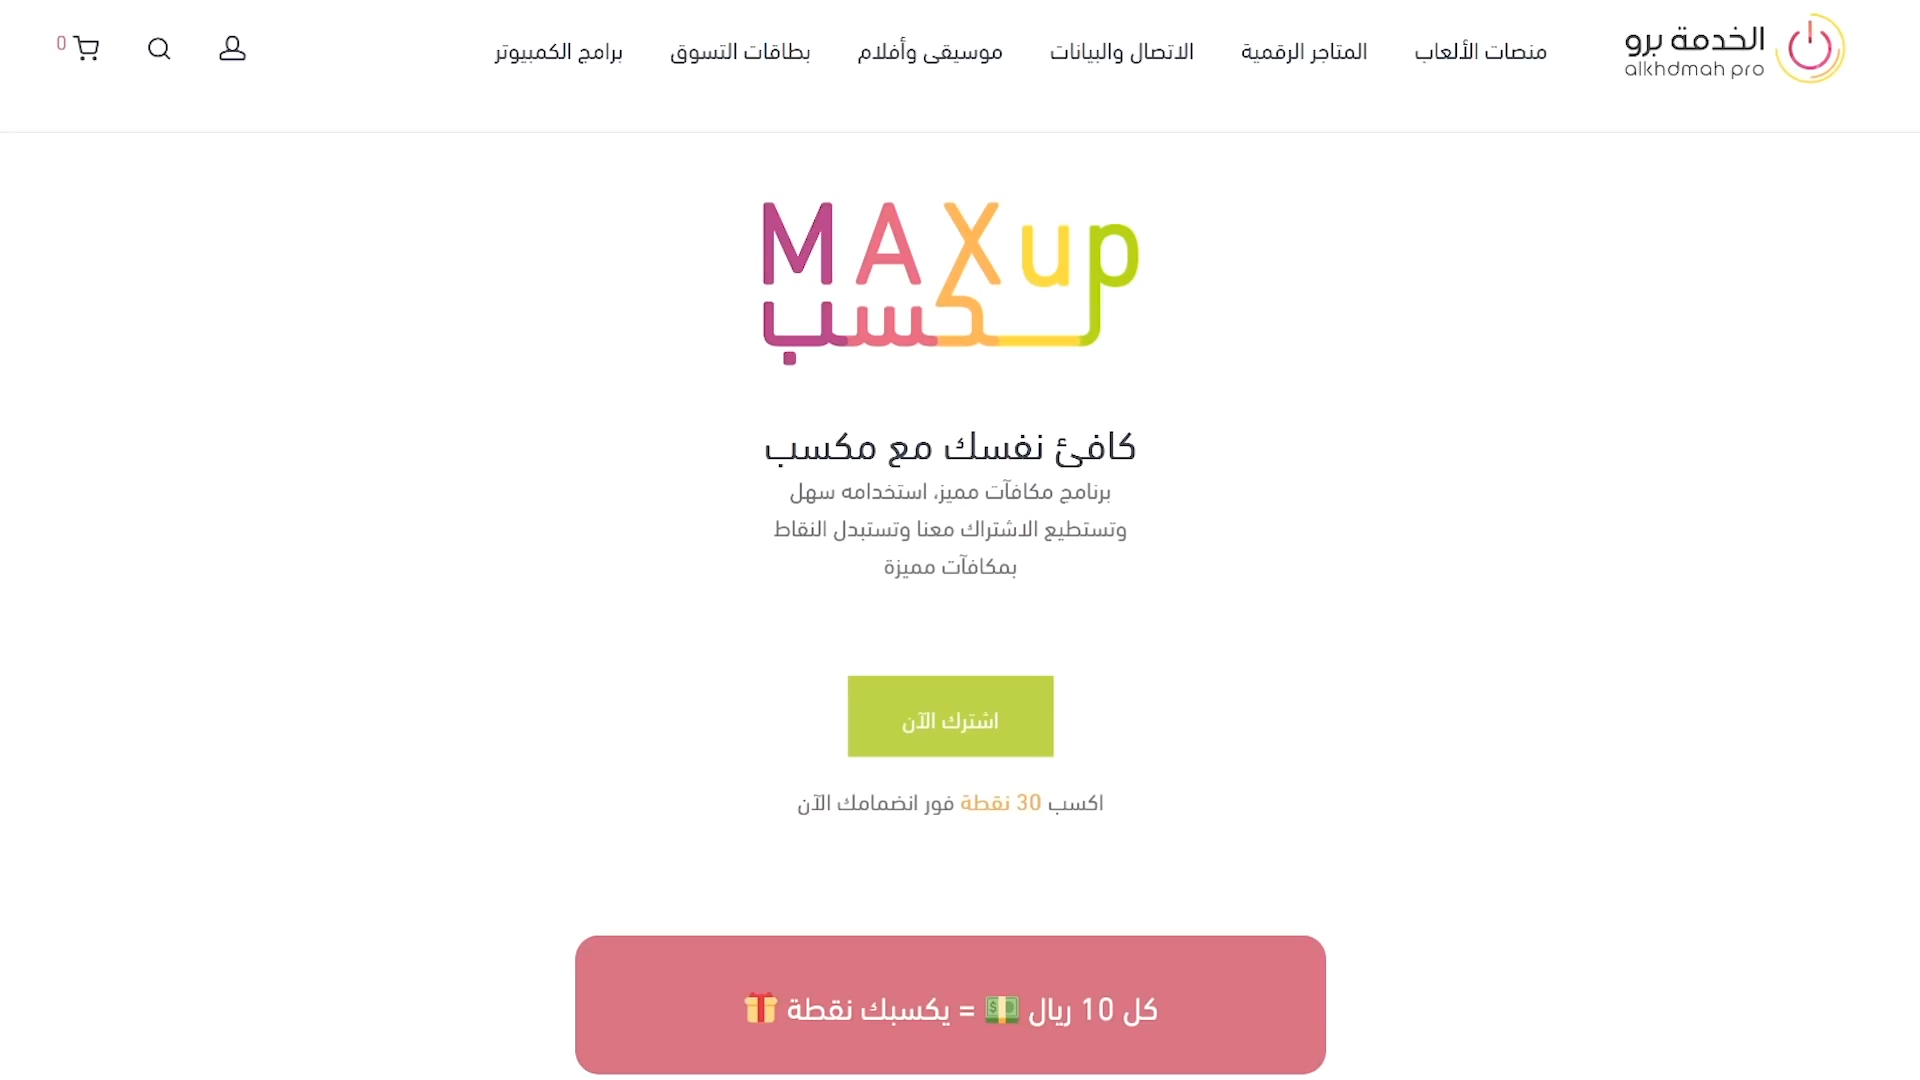 الخدمة برو
alkhdmah pro
منصات الألعاب
المتاجر الرقمية
الاتصال والبيانات
موسيقى وأفلام
بطاقات التسوق
برامج الكمبيوتر
0
MAXup
مكسب
كافئ نفسك مع مكسب
برنامج مكافآت مميز، استخدامه سهل
وتستطيع الاشتراك معنا وتستبدل النقاط
بمكافآت مميزة
اشترك الآن
اكسب 30 نقطة فور انضمامك الآن
كل 10 ريال 💵 = يكسبك نقطة 🎁